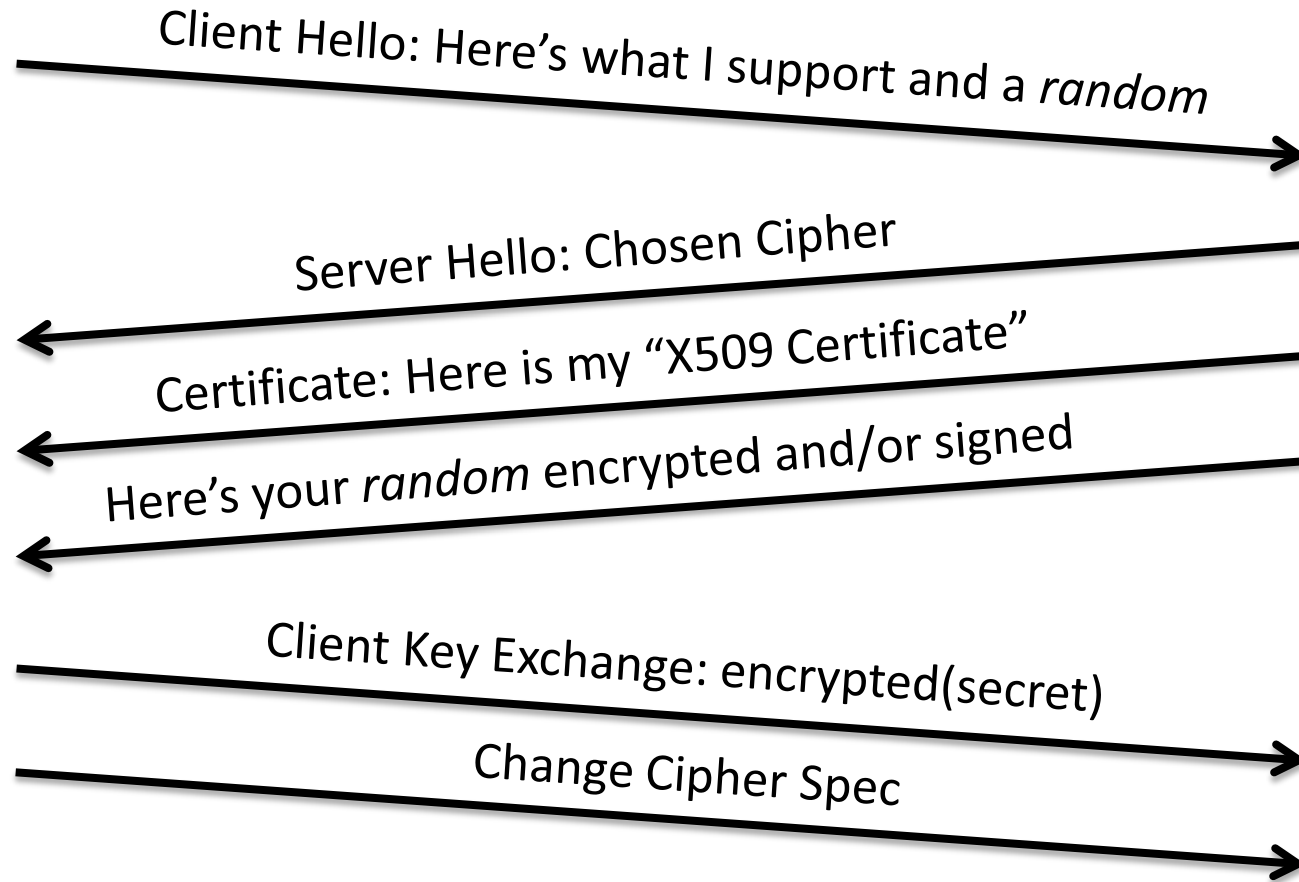 Client Hello: Here’s what I support and a random
Server Hello: Chosen Cipher
Certificate: Here is my “X509 Certificate”
Here’s your random encrypted and/or signed
Client Key Exchange: encrypted(secret)
Change Cipher Spec